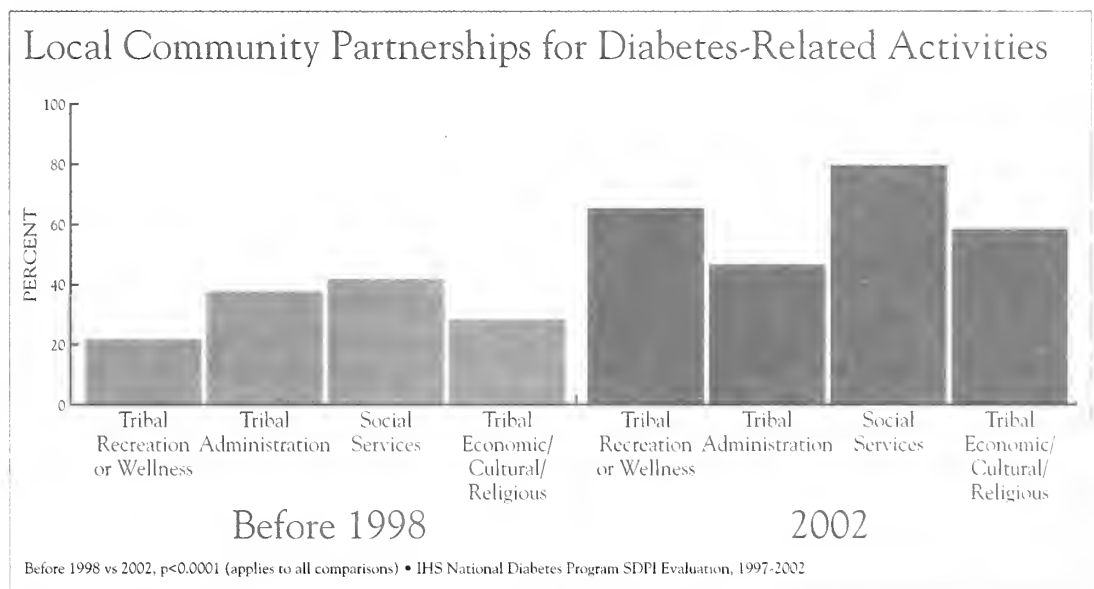 Local Community Partnerships for Diabetes-Related Activities
100
80
60
40
20
0
PERCENT
Tribal
Recreation
or Wellness
Tribal
Administration
Social
Services
Tribal
Economic/
Cultural/
Religious
Tribal
Recreation
or Wellness
Tribal
Administration
Social
Services
Tribal
Economic/
Cultural/
Religious
Before 1998
2002
Before 1998 vs 2002, p<0.0001 (applies to all comparisons) • IHS National Diabetes Program SDPI Evaluation, 1997-2002